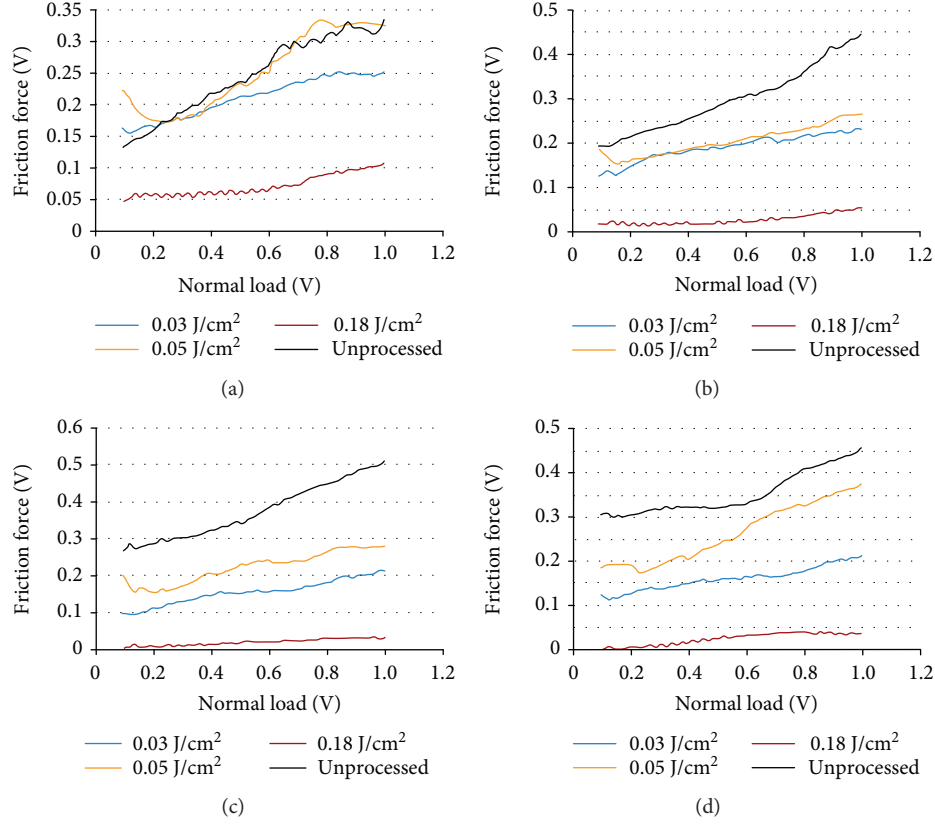 0.35
0.3
0.25
0.2
0.15
0.1
0.05
0
Friction force (V)
0 0.2 0.4 0.6 0.8 1.0 1.2
Normal load (V)
0.03 J/cm² 0.18 J/cm²
0.05 J/cm² Unprocessed
(a)
0.5
0.4
0.3
0.2
0.1
0
Friction force (V)
0 0.2 0.4 0.6 0.8 1.0 1.2
Normal load (V)
0.03 J/cm² 0.18 J/cm²
0.05 J/cm² Unprocessed
(b)
0.6
0.5
0.4
0.3
0.2
0.1
0
Friction force (V)
0 0.2 0.4 0.6 0.8 1.0 1.2
Normal load (V)
0.03 J/cm² 0.18 J/cm²
0.05 J/cm² Unprocessed
(c)
0.5
0.4
0.3
0.2
0.1
0
Friction force (V)
0 0.2 0.4 0.6 0.8 1.0 1.2
Normal load (V)
0.03 J/cm² 0.18 J/cm²
0.05 J/cm² Unprocessed
(d)